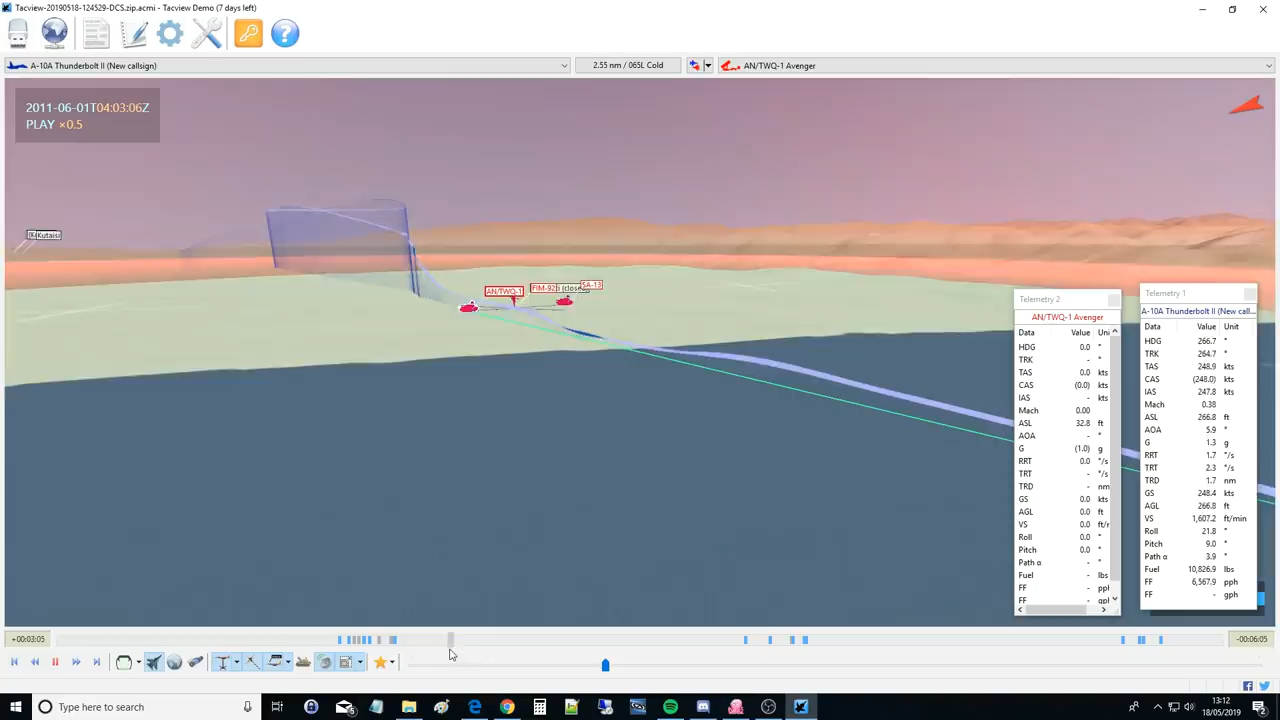 Tacview-20190518-124529-DCS.zip.acmi - Tacview Demo (7 days left)
A-10A Thunderbolt II (New callsign)
2.55 nm / 065L Cold
AN/TWQ-1 Avenger
2011-06-01T04:03:06Z
PLAY ×0.5
Kutaisi
AN/TWQ-1
FIM-92
(close
SA-13
Telemetry 2
AN/TWQ-1 Avenger
Data Value Uni
HDG 0.0 °
TRK - °
TAS 0.0 kts
CAS (0.0) kts
IAS - kts
Mach 0.00
ASL 32.8 ft
AOA - °
G (1.0) g
RRT 0.0 °/s
TRT - °/s
TRD - nm
GS 0.0 kts
AGL 0.0 ft
VS 0.0 ft/r
Roll 0.0 °
Pitch 0.0 °
Path α - °
Fuel - lbs
FF - pph
FF - gpl
Telemetry 1
A-10A Thunderbolt II (New call...
Data Value Unit
HDG 266.7 °
TRK 264.7 °
TAS 248.9 kts
CAS (248.0) kts
IAS 247.8 kts
Mach 0.38
ASL 266.8 ft
AOA 5.9 °
G 1.3 g
RRT 1.7 °/s
TRT 2.3 °/s
TRD 1.7 nm
GS 248.4 kts
AGL 266.8 ft
VS 1,607.2 ft/min
Roll 21.8 °
Pitch 9.0 °
Path α 3.9 °
Fuel 10,826.9 lbs
FF 6,567.9 pph
FF - gph
+00:03:05
-00:06:05
Type here to search
13:12
18/05/2019